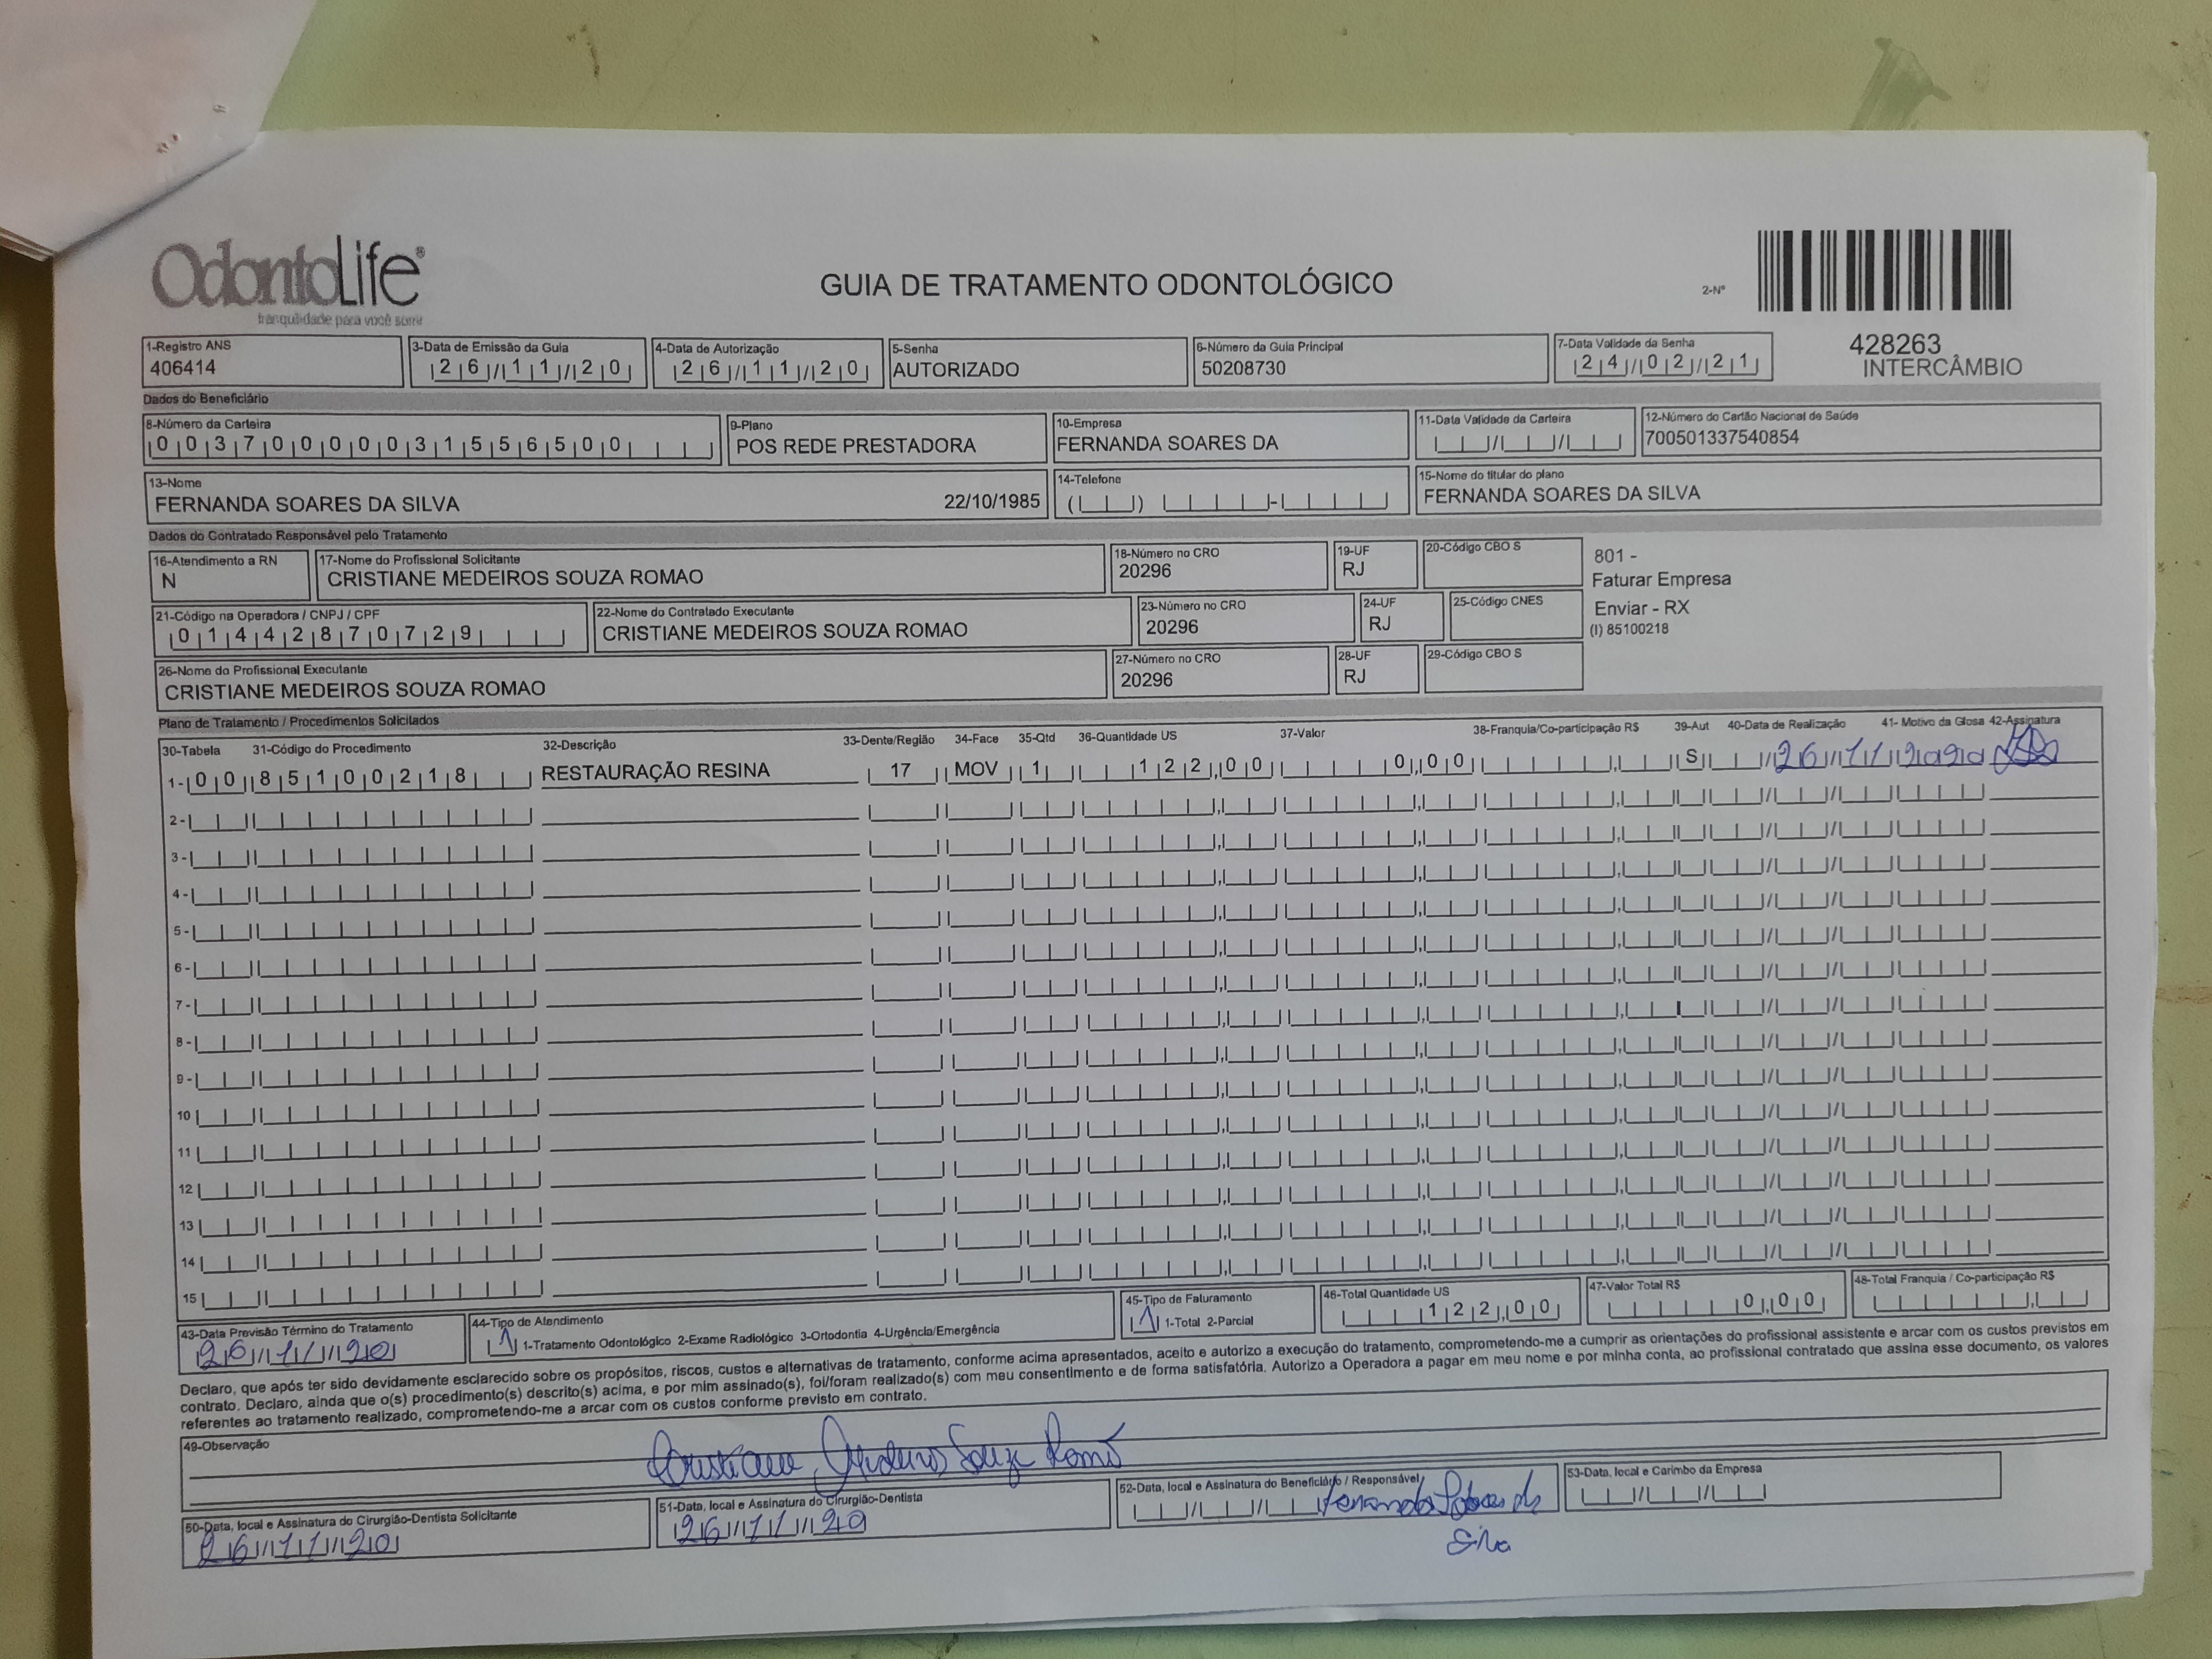 OdontoLife®
tranquilidade para você sorrir
GUIA DE TRATAMENTO ODONTOLÓGICO
2-Nº
428263
INTERCÂMBIO
1-Registro ANS
406414
3-Data de Emissão da Guia
26/11/20
4-Data de Autorização
26/11/20
5-Senha
AUTORIZADO
6-Número da Guia Principal
50208730
7-Data Validade da Senha
24/02/21
Dados do Beneficiário
8-Número da Carteira
00370000031556500
9-Plano
POS REDE PRESTADORA
10-Empresa
FERNANDA SOARES DA
11-Data Validade da Carteira
12-Número do Cartão Nacional de Saúde
700501337540854
13-Nome
FERNANDA SOARES DA SILVA 22/10/1985
14-Telefone
15-Nome do titular do plano
FERNANDA SOARES DA SILVA
Dados do Contratado Responsável pelo Tratamento
16-Atendimento a RN
N
17-Nome do Profissional Solicitante
CRISTIANE MEDEIROS SOUZA ROMAO
18-Número no CRO
20296
19-UF
RJ
20-Código CBO S
801 -
Faturar Empresa
Enviar - RX
(I) 85100218
21-Código na Operadora / CNPJ / CPF
01442870729
22-Nome do Contratado Executante
CRISTIANE MEDEIROS SOUZA ROMAO
23-Número no CRO
20296
24-UF
RJ
25-Código CNES
26-Nome do Profissional Executante
CRISTIANE MEDEIROS SOUZA ROMAO
27-Número no CRO
20296
28-UF
RJ
29-Código CBO S
Plano de Tratamento / Procedimentos Solicitados
30-Tabela 31-Código do Procedimento 32-Descrição 33-Dente/Região 34-Face 35-Qtd 36-Quantidade US 37-Valor 38-Franquia/Co-participação R$ 39-Aut 40-Data de Realização 41- Motivo da Glosa 42-Assinatura
1- 00 85100218 RESTAURAÇÃO RESINA 17 MOV 1 122,00 0,00 S 26/11/2020
2-
3-
4-
5-
6-
7-
8-
9-
10
11
12
13
14
15
43-Data Previsão Término do Tratamento
26/11/20
44-Tipo de Atendimento
1 1-Tratamento Odontológico 2-Exame Radiológico 3-Ortodontia 4-Urgência/Emergência
45-Tipo de Faturamento
1 1-Total 2-Parcial
46-Total Quantidade US
122,00
47-Valor Total R$
0,00
48-Total Franquia / Co-participação R$
Declaro, que após ter sido devidamente esclarecido sobre os propósitos, riscos, custos e alternativas de tratamento, conforme acima apresentados, aceito e autorizo a execução do tratamento, comprometendo-me a cumprir as orientações do profissional assistente e arcar com os custos previstos em
contrato. Declaro, ainda que o(s) procedimento(s) descrito(s) acima, e por mim assinado(s), foi/foram realizado(s) com meu consentimento e de forma satisfatória. Autorizo a Operadora a pagar em meu nome e por minha conta, ao profissional contratado que assina esse documento, os valores
referentes ao tratamento realizado, comprometendo-me a arcar com os custos conforme previsto em contrato.
49-Observação
Cristiane Medeiros Souza Romão
50-Data, local e Assinatura do Cirurgião-Dentista Solicitante
26/11/20
51-Data, local e Assinatura do Cirurgião-Dentista
26/11/20
52-Data, local e Assinatura do Beneficiário / Responsável
Fernanda Soares da
Silva
53-Data, local e Carimbo da Empresa